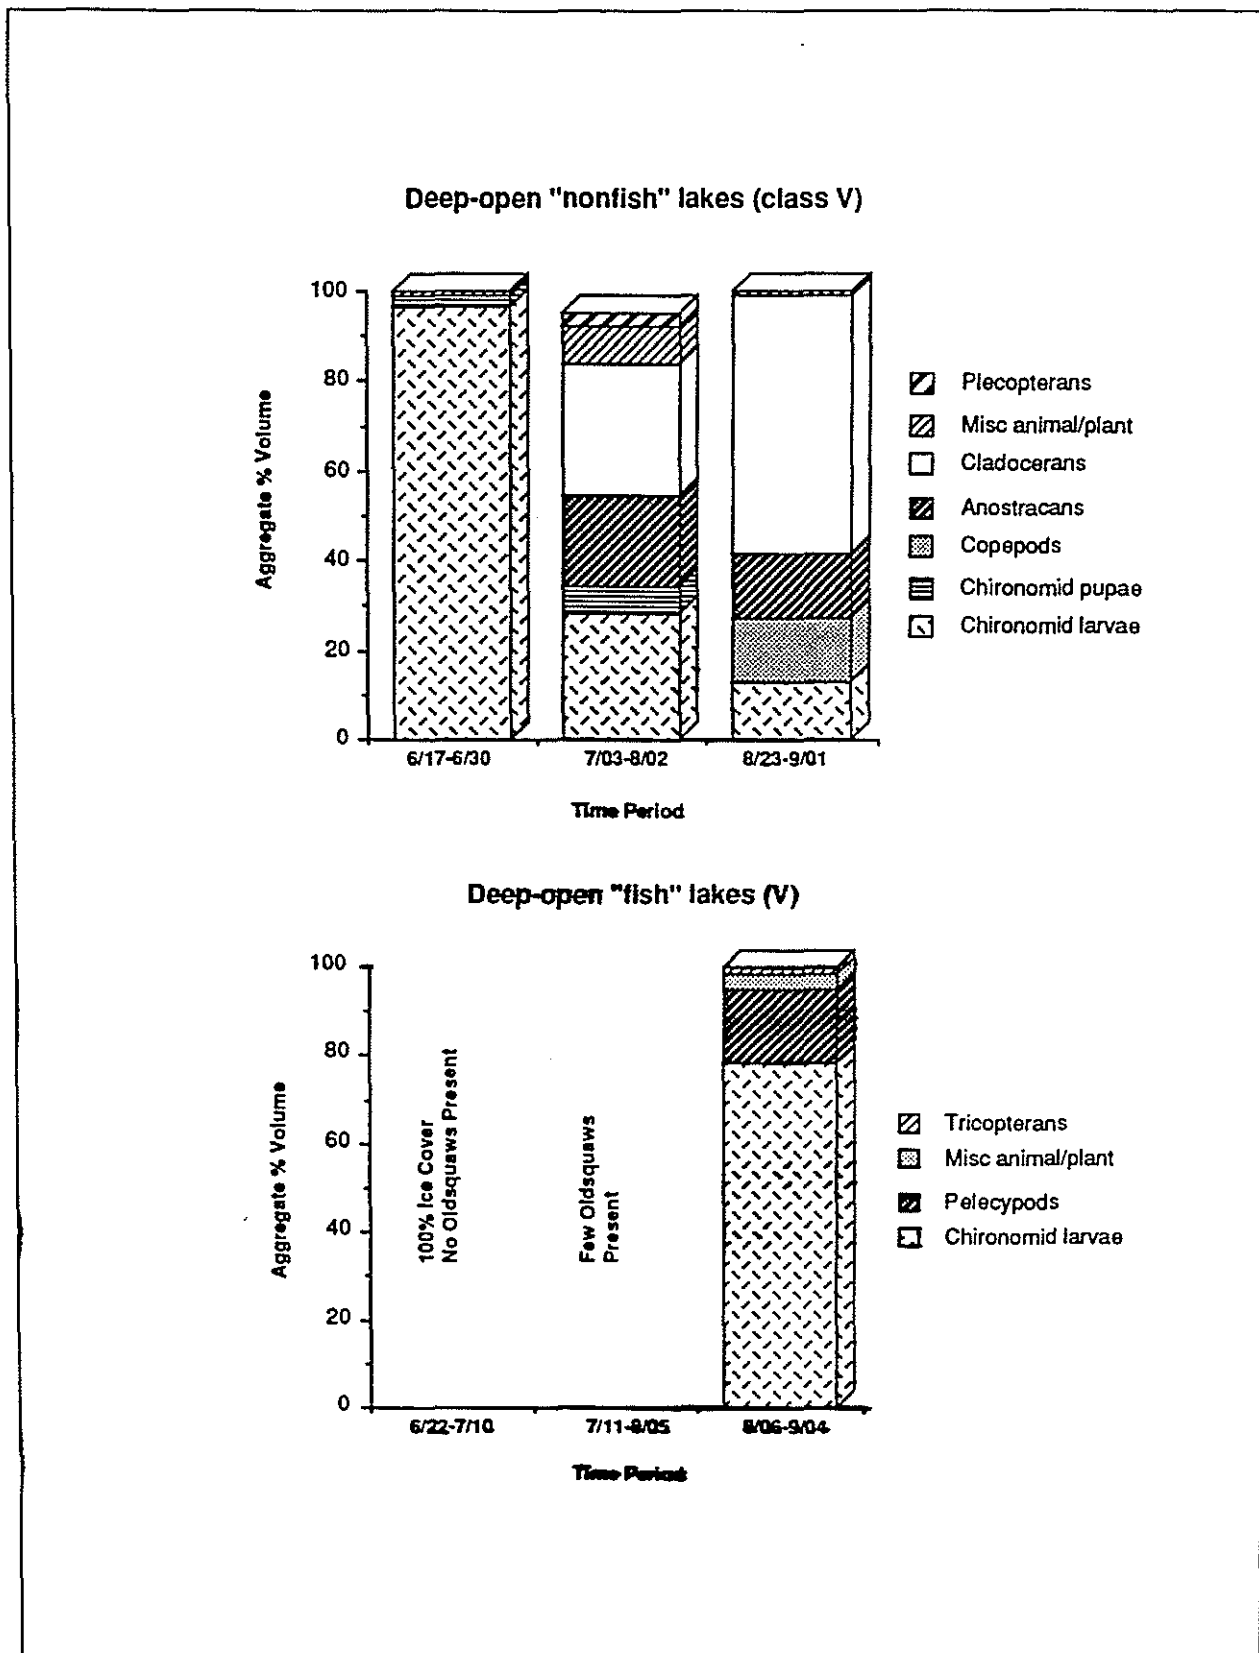 Deep-open "nonfish" lakes (class V)
Aggregate % Volume
100
80
60
40
20
0
6/17-6/30
7/03-8/02
8/23-9/01
Time Period
Plecopterans
Misc animal/plant
Cladocerans
Anostracans
Copepods
Chironomid pupae
Chironomid larvae
Deep-open "fish" lakes (V)
Aggregate % Volume
100
80
60
40
20
0
100% Ice Cover
No Oldsquaws Present
Few Oldsquaws
Present
6/22-7/10
7/11-8/05
8/06-9/04
Time Period
Tricopterans
Misc animal/plant
Pelecypods
Chironomid larvae